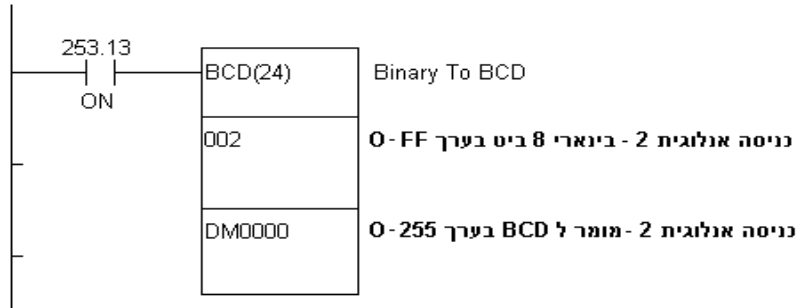 253.13
ON
BCD(24) Binary To BCD
002 כניסה אנלוגית 2 - בינארי 8 ביט בערך 0-FF
DM0000 כניסה אנלוגית 2 -מומר ל BCD בערך 0-255